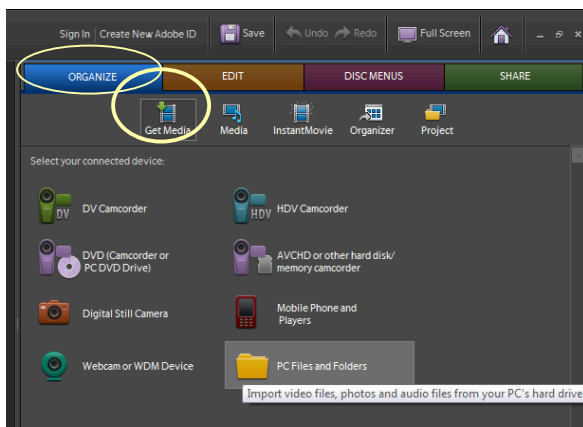 Sign In | Create New Adobe ID Save Undo Redo Full Screen
ORGANIZE EDIT DISC MENUS SHARE
Get Media Media InstantMovie Organizer Project
Select your connected device:
DV
DV Camcorder
HDV
HDV Camcorder
DVD (Camcorder or
PC DVD Drive)
AVCHD or other hard disk/
memory camcorder
Digital Still Camera
Mobile Phone and
Players
Webcam or WDM Device
PC Files and Folders
Import video files, photos and audio files from your PC's hard drive